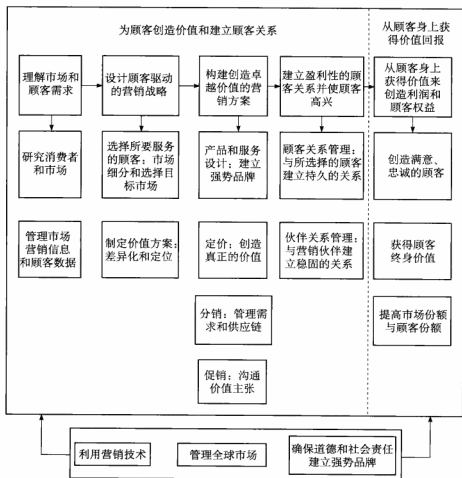 为顾客创造价值和建立顾客关系
从顾客身上获
得价值回报
理解市场和
顾客需求
设计顾客驱动
的营销战略
构建创造卓
越价值的营
销方案
建立盈利性的
顾客关系并使顾客
高兴
从顾客身上
获得价值来
创造利润和
顾客权益
研究消费者
和市场
选择所要服务的
顾客：市场
细分和选择目
标市场
产品和服务
设计：建立
强势品牌
顾客关系管理：
与所选择的顾客
建立持久的关系
创造满意、
忠诚的顾客
管理市场
营销信息
和顾客数据
制定价值方案：
差异化和定位
定价：创造
真正的价值
伙伴关系管理：
与营销伙伴建
立稳固的关系
获得顾客
终身价值
分销：管理需
求和供应链
提高市场份额
与顾客份额
促销：沟通
价值主张
利用营销技术
管理全球市场
确保道德和社会责任
建立强势品牌